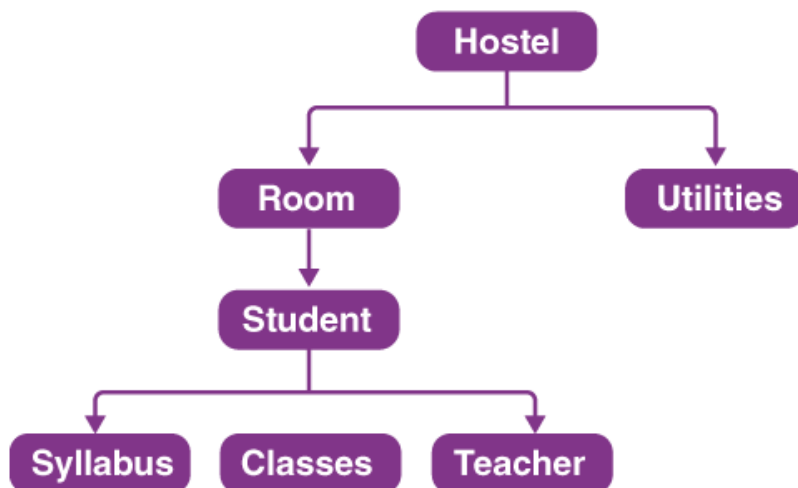 Hostel
Room
Utilities
Student
Syllabus
Classes
Teacher